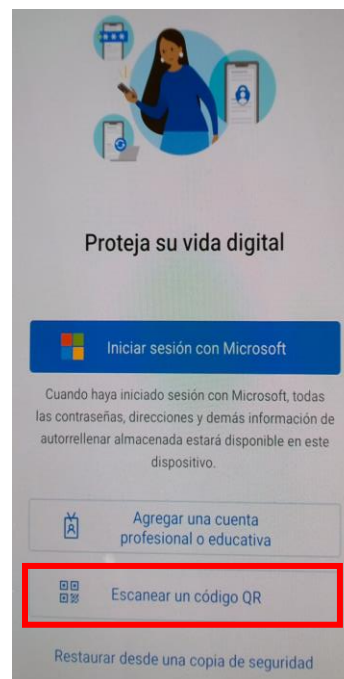 Proteja su vida digital
Iniciar sesión con Microsoft
Cuando haya iniciado sesión con Microsoft, todas
las contraseñas, direcciones y demás información de
autorrellenar almacenada estará disponible en este
dispositivo.
Agregar una cuenta
profesional o educativa
Escanear un código QR
Restaurar desde una copia de seguridad